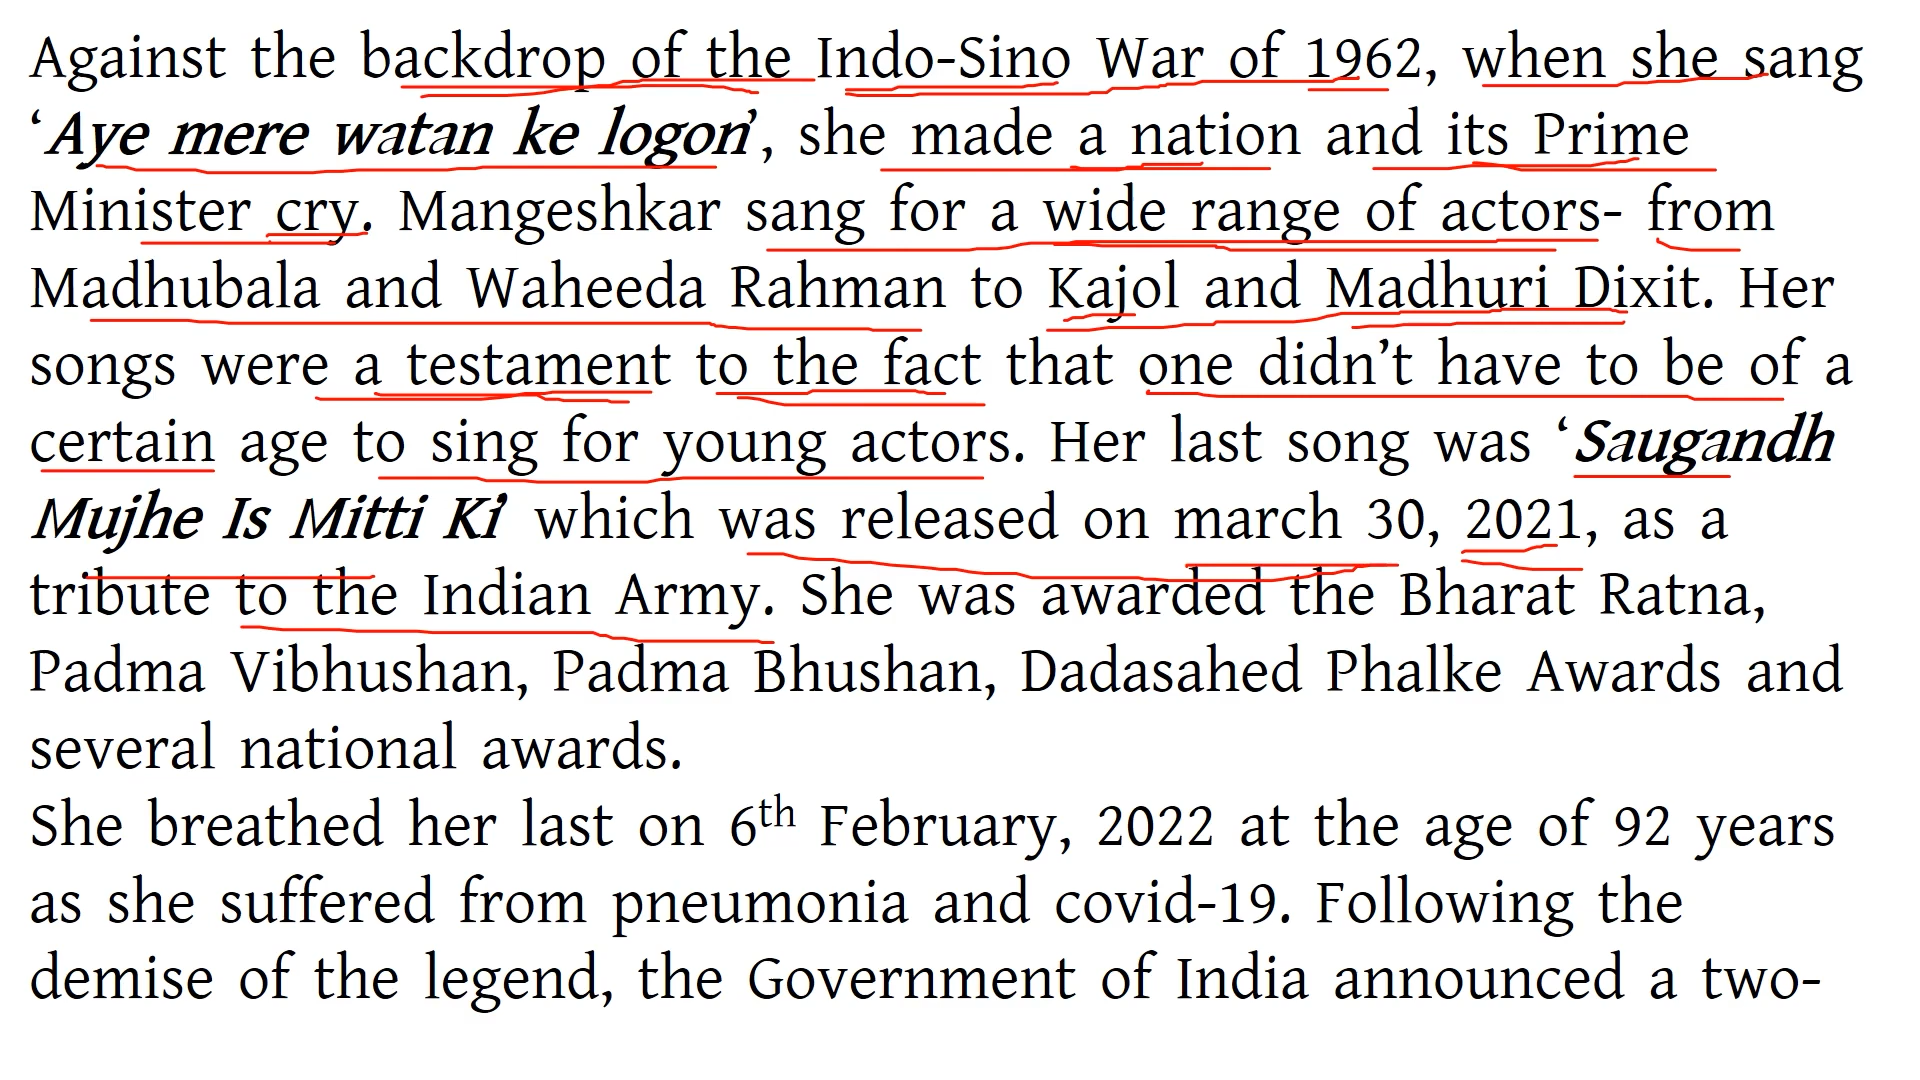 Against the backdrop of the Indo-Sino War of 1962, when she sang
‘Aye mere watan ke logon’, she made a nation and its Prime
Minister cry. Mangeshkar sang for a wide range of actors- from
Madhubala and Waheeda Rahman to Kajol and Madhuri Dixit. Her
songs were a testament to the fact that one didn’t have to be of a
certain age to sing for young actors. Her last song was ‘Saugandh
Mujhe Is Mitti Ki’ which was released on march 30, 2021, as a
tribute to the Indian Army. She was awarded the Bharat Ratna,
Padma Vibhushan, Padma Bhushan, Dadasahed Phalke Awards and
several national awards.
She breathed her last on 6th February, 2022 at the age of 92 years
as she suffered from pneumonia and covid-19. Following the
demise of the legend, the Government of India announced a two-